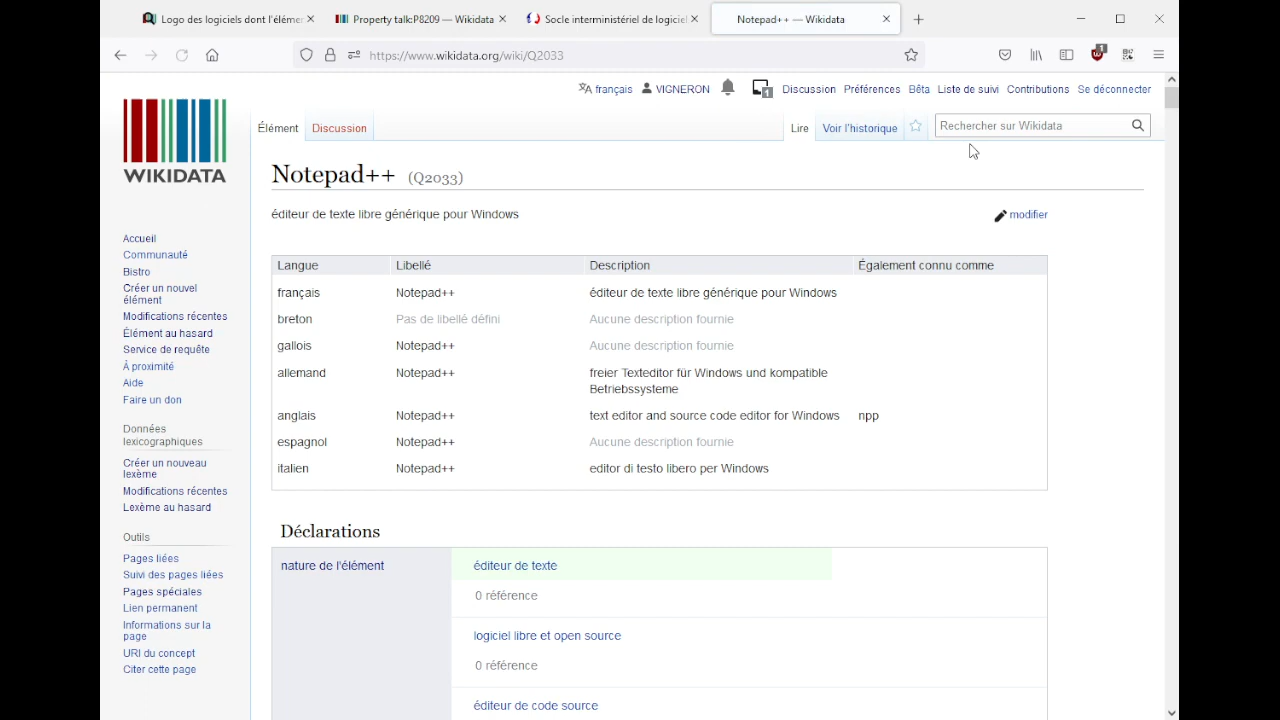 Logo des logiciels dont l'éléme
Property talk:P8209 — Wikidata
Socle interministériel de logiciel
Notepad++ — Wikidata
https://www.wikidata.org/wiki/Q2033
1
français
VIGNERON
1
Discussion
Préférences
Bêta
Liste de suivi
Contributions
Se déconnecter
WIKIDATA
Élément
Discussion
Lire
Voir l'historique
Rechercher sur Wikidata
Notepad++ (Q2033)
éditeur de texte libre générique pour Windows
modifier
Langue Libellé Description Également connu comme
français Notepad++ éditeur de texte libre générique pour Windows
breton Pas de libellé défini Aucune description fournie
gallois Notepad++ Aucune description fournie
allemand Notepad++ freier Texteditor für Windows und kompatible
Betriebssysteme
anglais Notepad++ text editor and source code editor for Windows npp
espagnol Notepad++ Aucune description fournie
italien Notepad++ editor di testo libero per Windows
Déclarations
nature de l'élément
éditeur de texte
0 référence
logiciel libre et open source
0 référence
éditeur de code source
Accueil
Communauté
Bistro
Créer un nouvel
élément
Modifications récentes
Élément au hasard
Service de requête
À proximité
Aide
Faire un don
Données
lexicographiques
Créer un nouveau
lexème
Modifications récentes
Lexème au hasard
Outils
Pages liées
Suivi des pages liées
Pages spéciales
Lien permanent
Informations sur la
page
URI du concept
Citer cette page